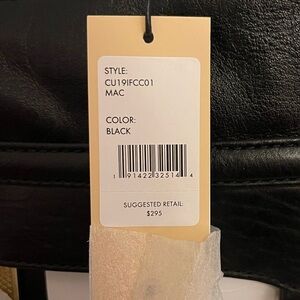 STYLE:
CU19IFCC01
MAC
COLOR:
BLACK
1 91422 32514 4
SUGGESTED RETAIL:
$295